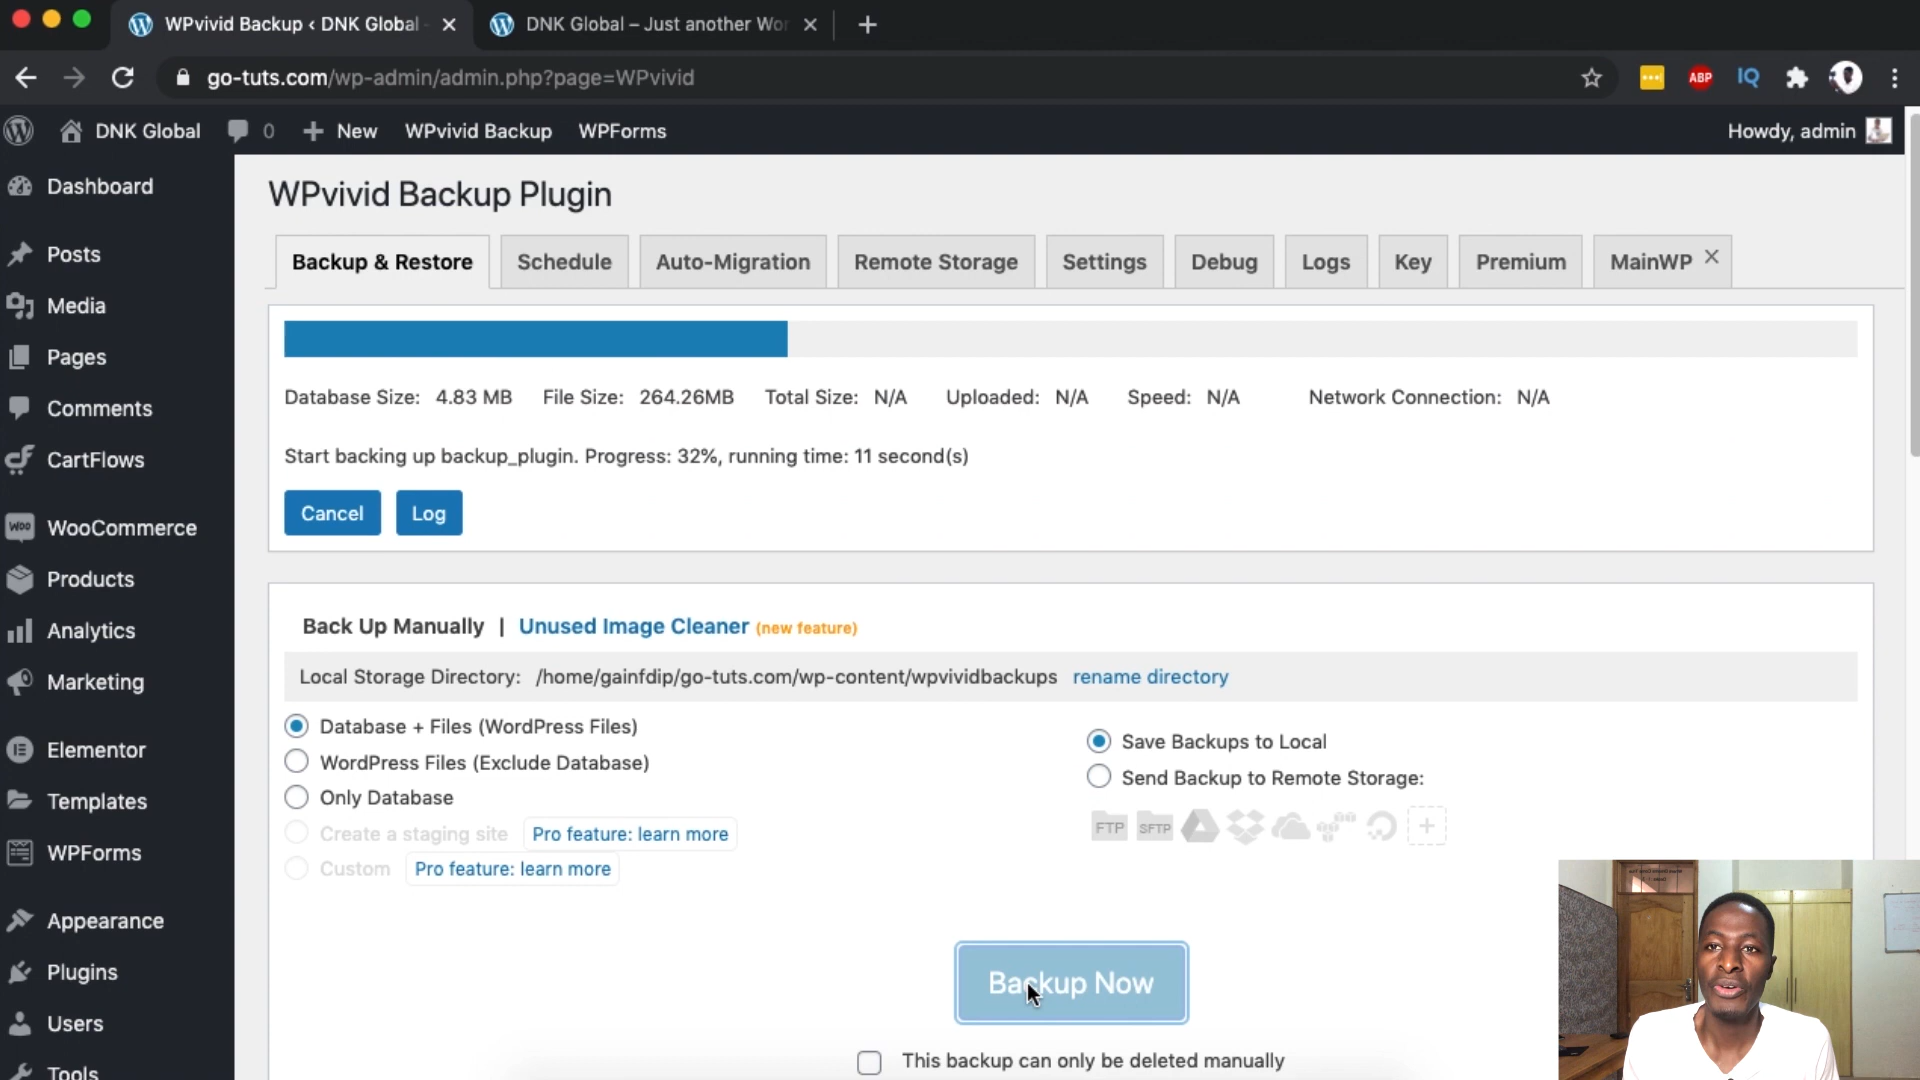 WPvivid Backup ‹ DNK Global
DNK Global – Just another Wor
go-tuts.com/wp-admin/admin.php?page=WPvivid
ABP
IQ
DNK Global
0
New
WPvivid Backup
WPForms
Howdy, admin
Dashboard
Posts
Media
Pages
Comments
CartFlows
Woo
WooCommerce
Products
Analytics
Marketing
Elementor
Templates
WPForms
Appearance
Plugins
Users
Tools
WPvivid Backup Plugin
Backup & Restore
Schedule
Auto-Migration
Remote Storage
Settings
Debug
Logs
Key
Premium
MainWP
Database Size: 4.83 MB File Size: 264.26MB Total Size: N/A Uploaded: N/A Speed: N/A Network Connection: N/A
Start backing up backup_plugin. Progress: 32%, running time: 11 second(s)
Cancel
Log
Back Up Manually | Unused Image Cleaner (new feature)
Local Storage Directory: /home/gainfdip/go-tuts.com/wp-content/wpvividbackups rename directory
Database + Files (WordPress Files)
WordPress Files (Exclude Database)
Only Database
Create a staging site Pro feature: learn more
Custom Pro feature: learn more
Save Backups to Local
Send Backup to Remote Storage:
FTP
SFTP
Backup Now
This backup can only be deleted manually